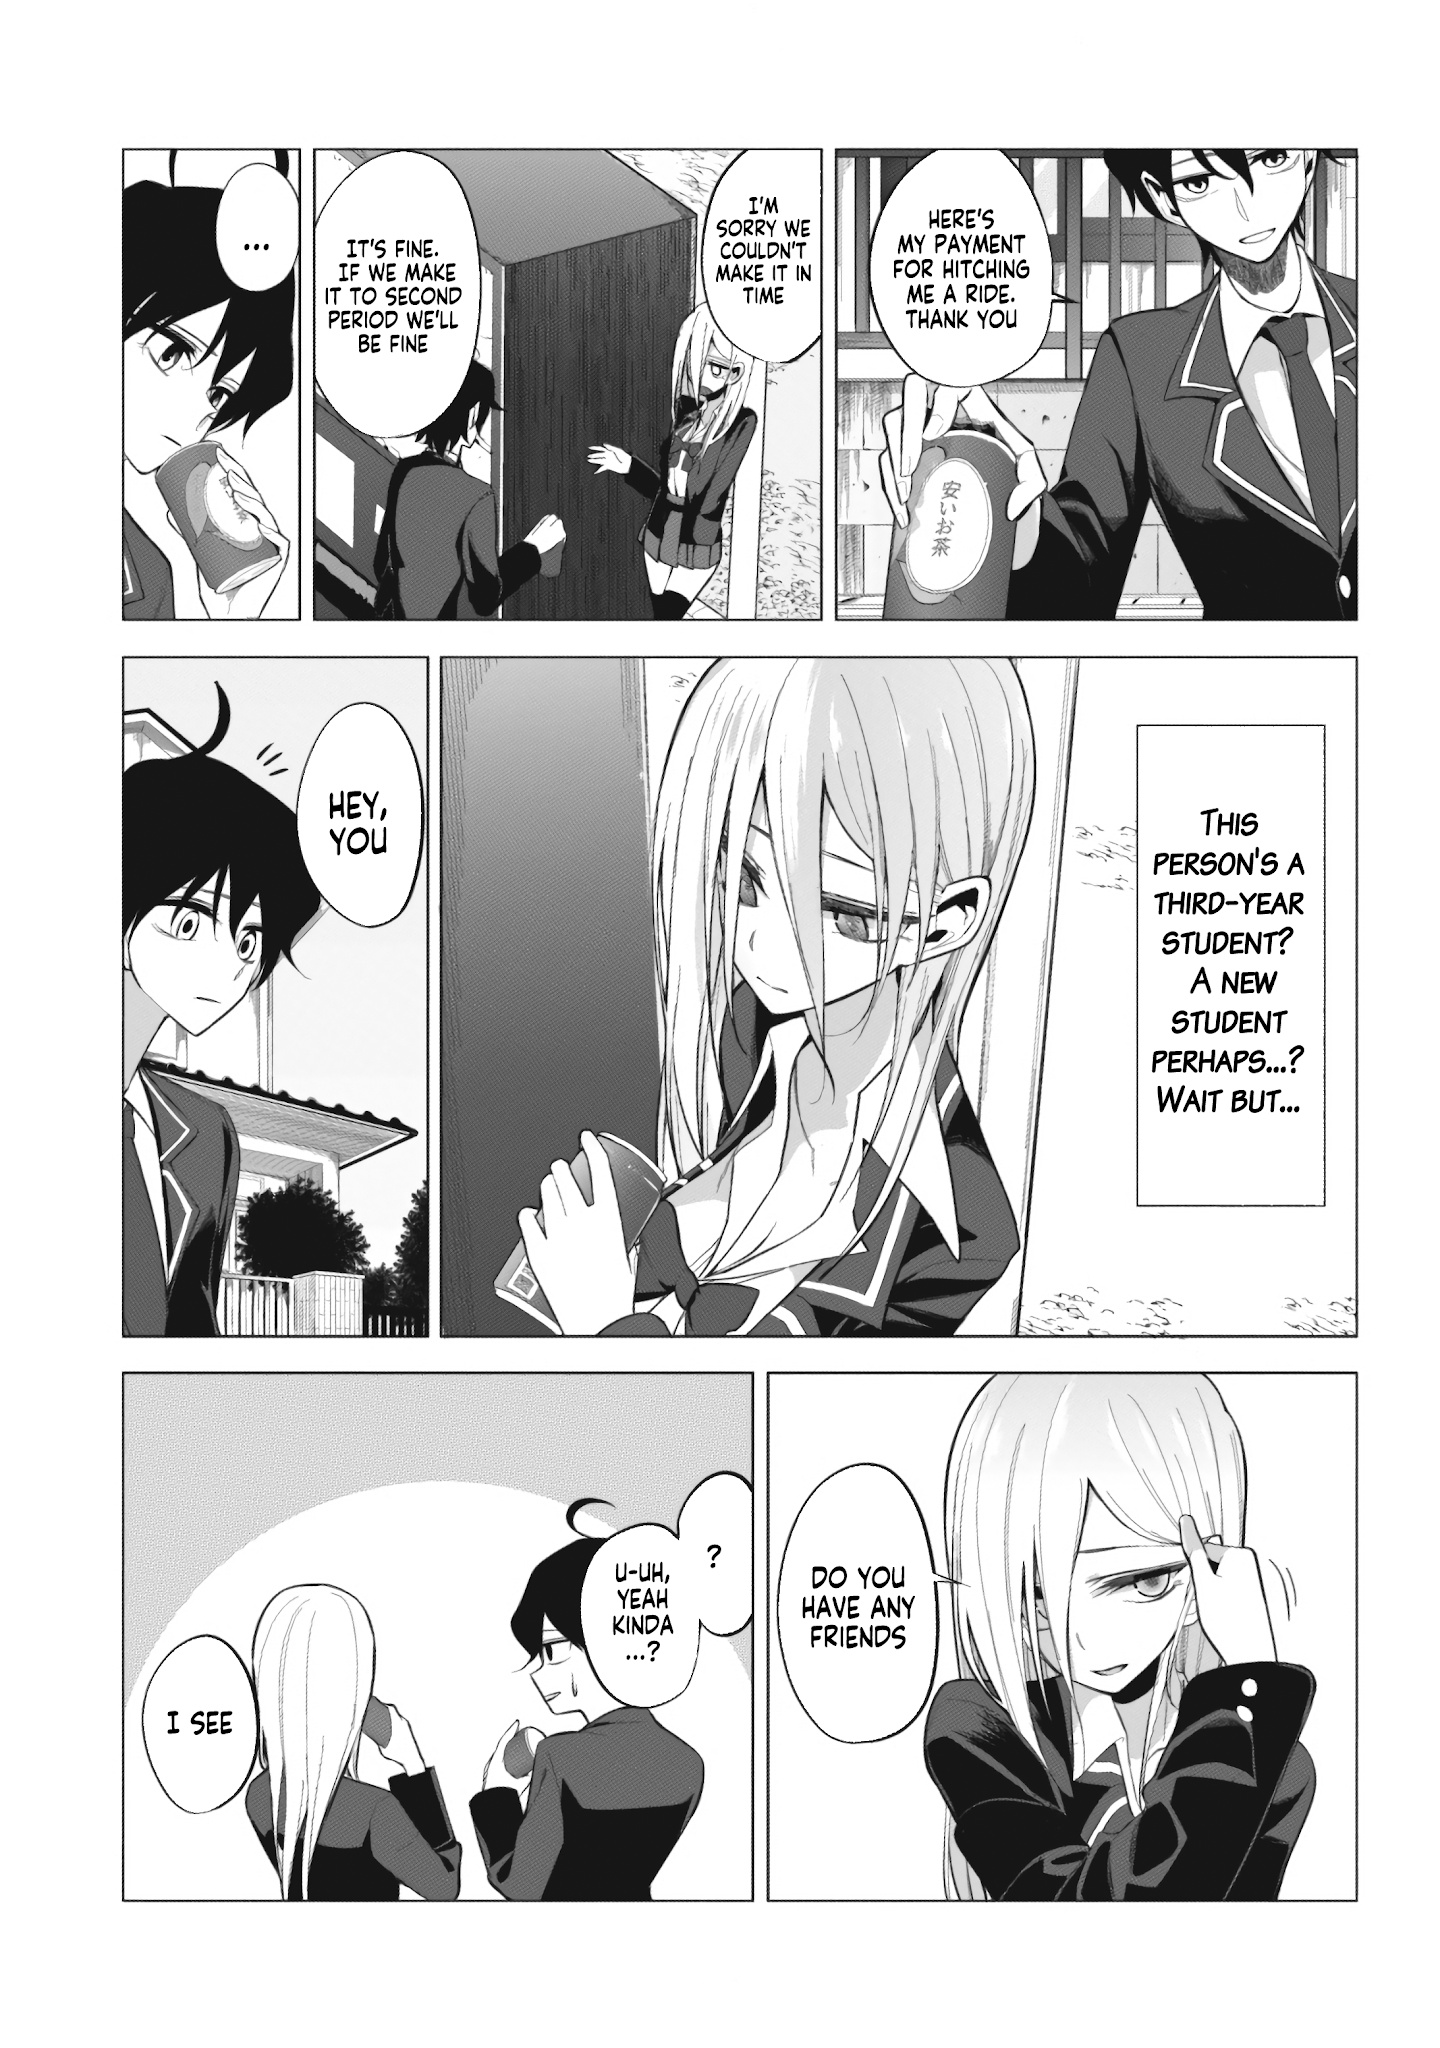 HERE'S
MY PAYMENT
FOR HITCHING
ME A RIDE.
THANK YOU
安いお茶
I'M
SORRY WE
COULDN'T
MAKE IT IN
TIME
IT'S FINE.
IF WE MAKE
IT TO SECOND
PERIOD WE'LL
BE FINE
...
THIS
PERSON'S A
THIRD-YEAR
STUDENT?
A NEW
STUDENT
PERHAPS...?
WAIT BUT...
HEY,
YOU
DO YOU
HAVE ANY
FRIENDS
?
U-UH,
YEAH
KINDA
...?
I SEE